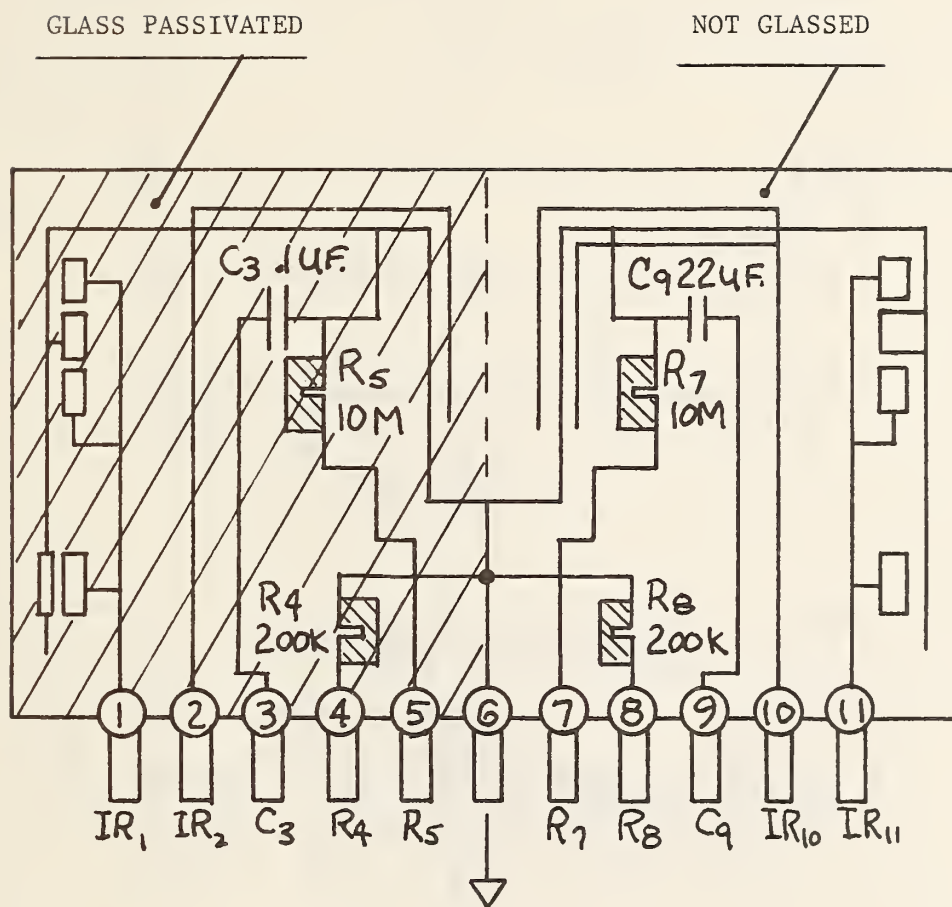 GLASS PASSIVATED
NOT GLASSED
C3 .1UF.
C9 22UF.
R5
10M
R7
10M
R4
200K
R8
200K
1 2 3 4 5 6 7 8 9 10 11
IR1 IR2 C3 R4 R5 R7 R8 C9 IR10 IR11